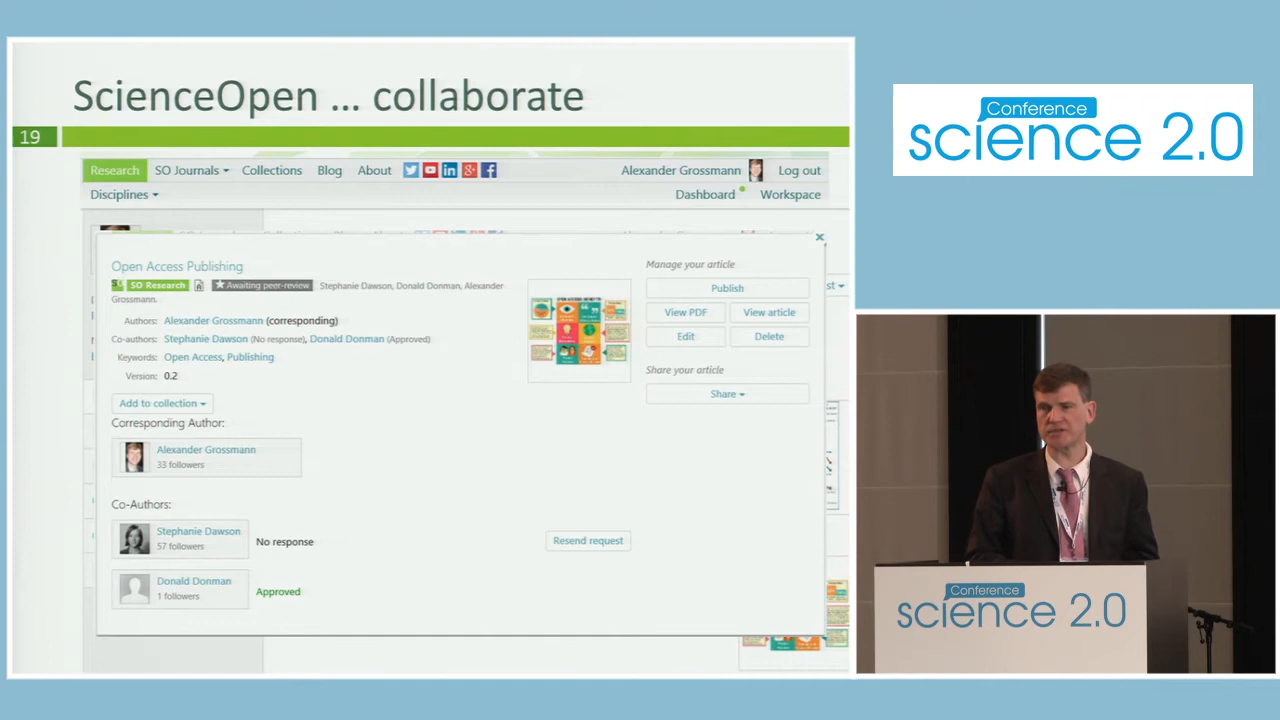 ScienceOpen ... collaborate
19
Research SO Journals Collections Blog About Alexander Grossmann Log out
Disciplines Dashboard Workspace
Open Access Publishing
SO Research Awaiting peer-review Stephanie Dawson, Donald Donman, Alexander
Grossmann,
Authors: Alexander Grossmann (corresponding)
Co-authors: Stephanie Dawson (No response), Donald Donman (Approved)
Keywords: Open Access, Publishing
Version: 0.2
Add to collection
Corresponding Author:
Alexander Grossmann
33 followers
Co-Authors:
Stephanie Dawson
57 followers
No response
Resend request
Donald Donman
1 followers
Approved
Manage your article
Publish
View PDF View article
Edit Delete
Share your article
Share
Conference
science 2.0
Conference
science 2.0